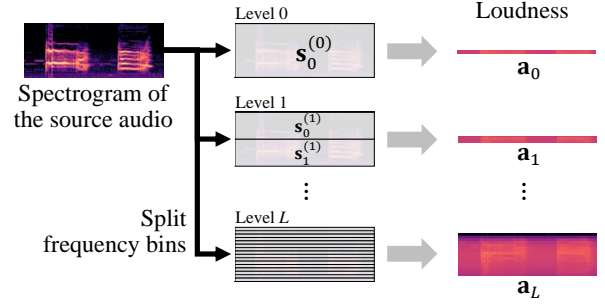 Level 0
Loudness
𝐬₀⁽⁰⁾
𝐚₀
Spectrogram of
the source audio
Level 1
𝐬₀⁽¹⁾
𝐬₁⁽¹⁾
𝐚₁
⋮
⋮
Split
frequency bins
Level L
𝐚_L